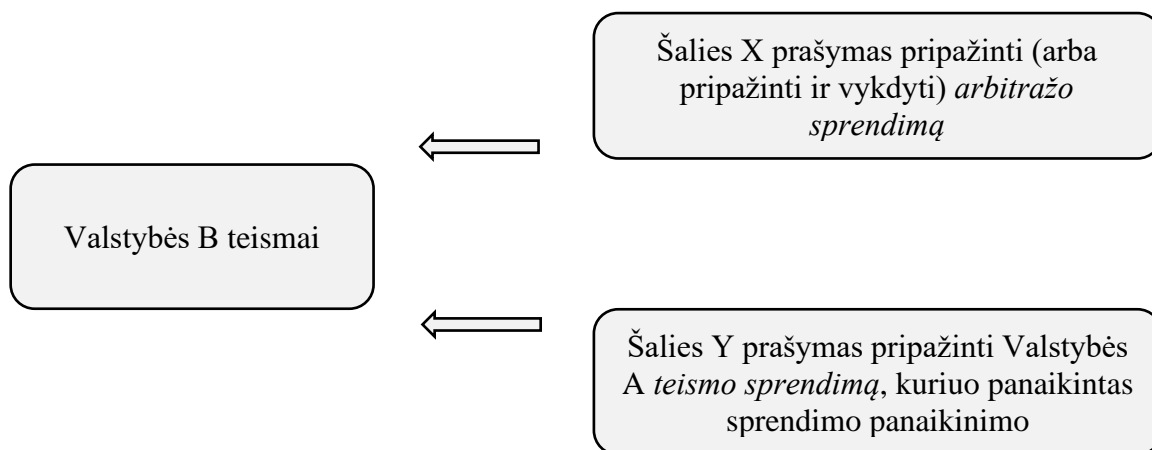 Šalies X prašymas pripažinti (arba
pripažinti ir vykdyti) arbitražo
sprendimą
Valstybės B teismai
Šalies Y prašymas pripažinti Valstybės
A teismo sprendimą, kuriuo panaikintas
sprendimo panaikinimo